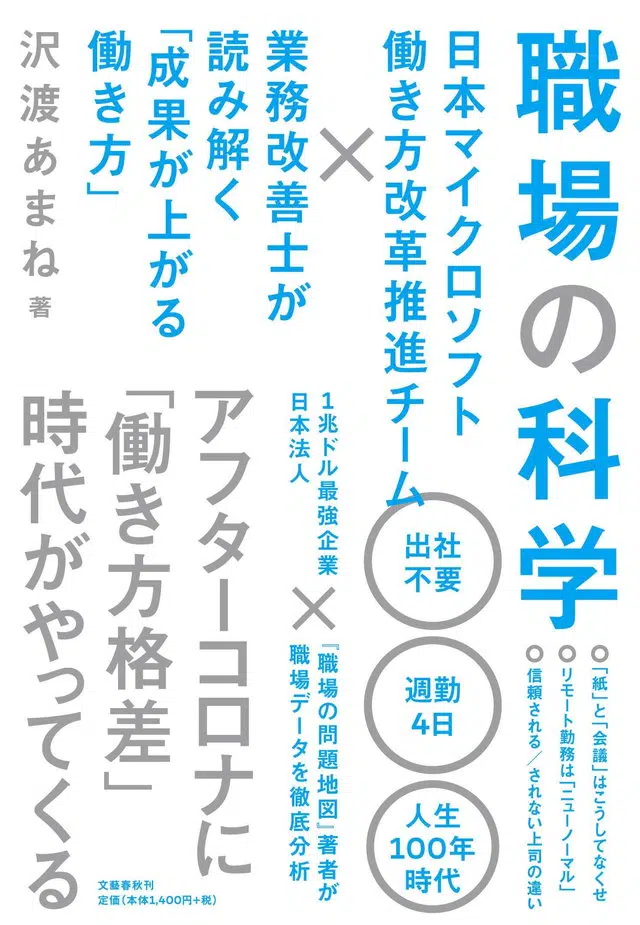 職場の科学
日本マイクロソフト
働き方改革推進チーム
×
業務改善士が
読み解く
「成果が上がる
働き方」
沢渡あまね 著
「紙」と「会議」はこうしてなくせ
リモート勤務は「ニューノーマル」
信頼される/されない上司の違い
出社
不要
週勤
4日
人生
100年
時代
1兆ドル最強企業
日本法人
×
『職場の問題地図』著者が
職場データを徹底分析
アフターコロナに
「働き方格差」
時代がやってくる
文藝春秋刊
定価(本体1,400円+税)